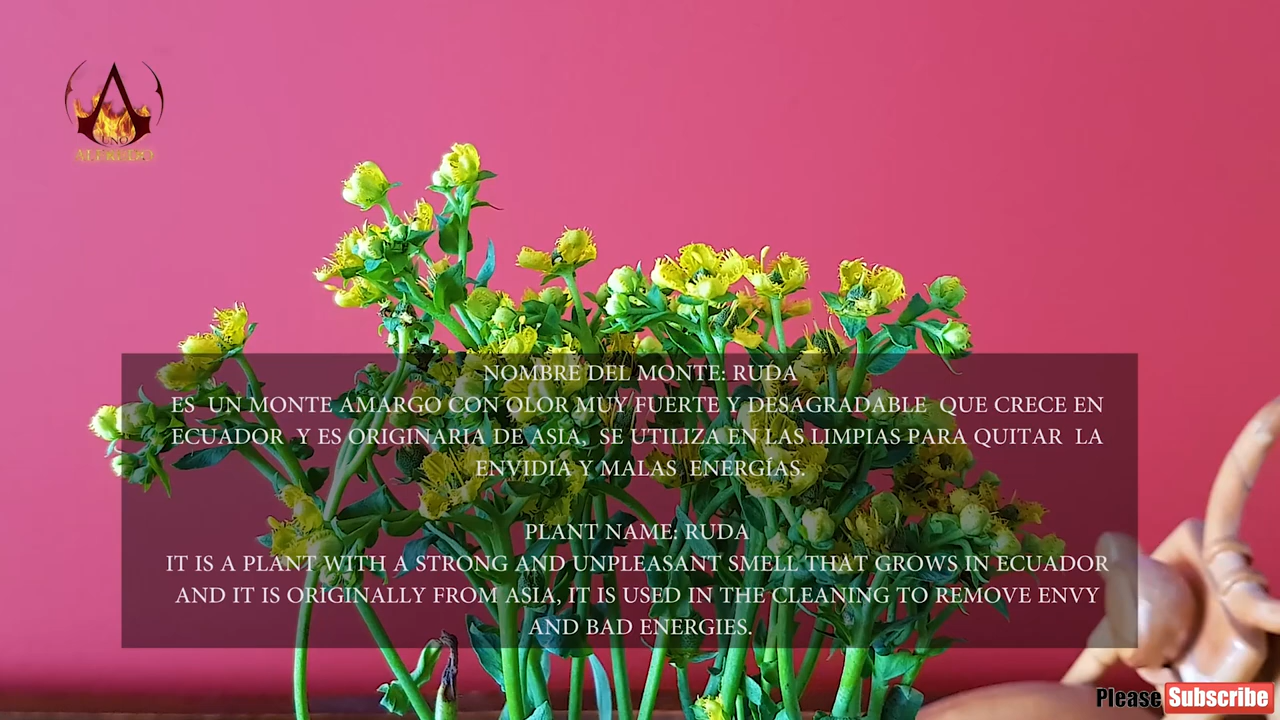 UNO
ALFREDO
NOMBRE DEL MONTE: RUDA
ES UN MONTE AMARGO CON OLOR MUY FUERTE Y DESAGRADABLE QUE CRECE EN
ECUADOR Y ES ORIGINARIA DE ASIA, SE UTILIZA EN LAS LIMPIAS PARA QUITAR LA
ENVIDIA Y MALAS ENERGÍAS.
PLANT NAME: RUDA
IT IS A PLANT WITH A STRONG AND UNPLEASANT SMELL THAT GROWS IN ECUADOR
AND IT IS ORIGINALLY FROM ASIA, IT IS USED IN THE CLEANING TO REMOVE ENVY
AND BAD ENERGIES.
Please Subscribe